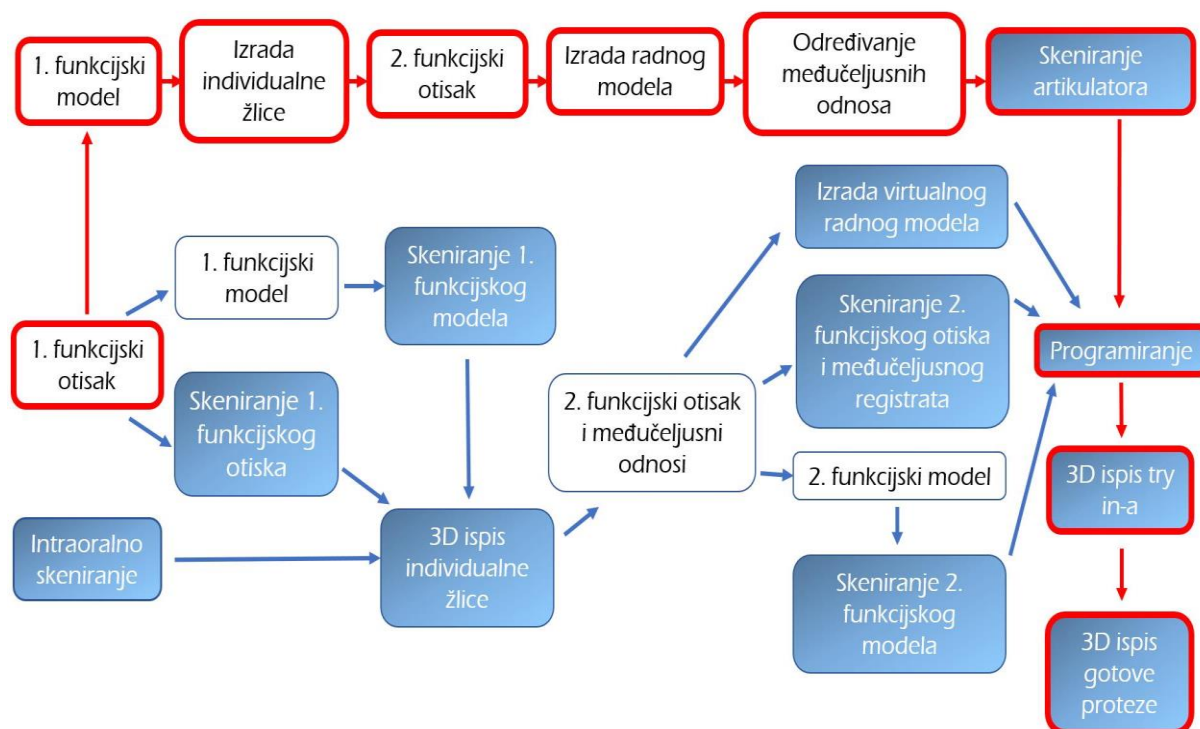 1. funkcijski
model
Izrada
individualne
žlice
2. funkcijski
otisak
Izrada radnog
modela
Određivanje
međučeljusnih
odnosa
Skeniranje
artikulatora
1. funkcijski
otisak
1. funkcijski
model
Skeniranje 1.
funkcijskog
modela
Skeniranje 1.
funkcijskog
otiska
Intraoralno
skeniranje
3D ispis
individualne
žlice
2. funkcijski otisak
i međučeljusni
odnosi
Izrada virtualnog
radnog modela
Skeniranje 2.
funkcijskog otiska
i međučeljusnog
registrata
2. funkcijski model
Skeniranje 2.
funkcijskog
modela
Programiranje
3D ispis try
in-a
3D ispis
gotove
proteze